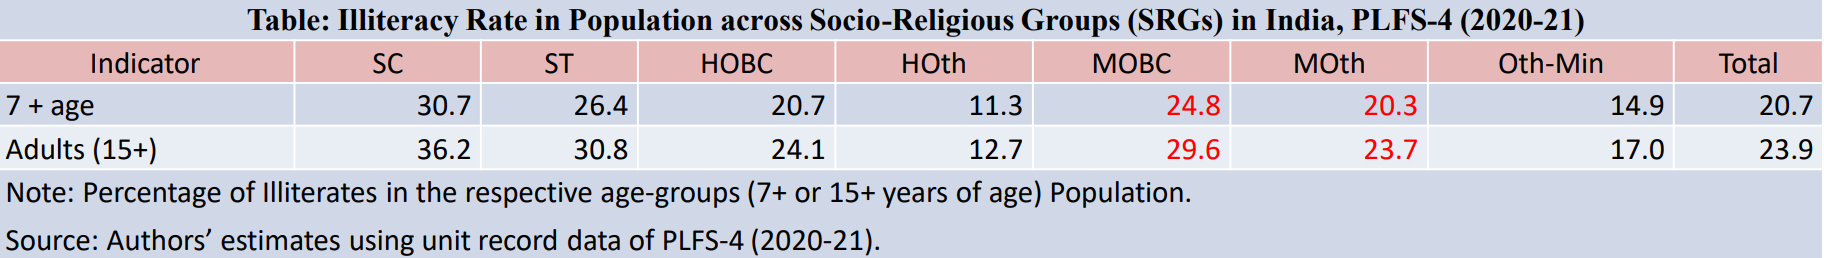 Table: Illiteracy Rate in Population across Socio-Religious Groups (SRGs) in India, PLFS-4 (2020-21)
Indicator SC ST HOBC HOth MOBC MOth Oth-Min Total
7 + age 30.7 26.4 20.7 11.3 24.8 20.3 14.9 20.7
Adults (15+) 36.2 30.8 24.1 12.7 29.6 23.7 17.0 23.9
Note: Percentage of Illiterates in the respective age-groups (7+ or 15+ years of age) Population.
Source: Authors’ estimates using unit record data of PLFS-4 (2020-21).